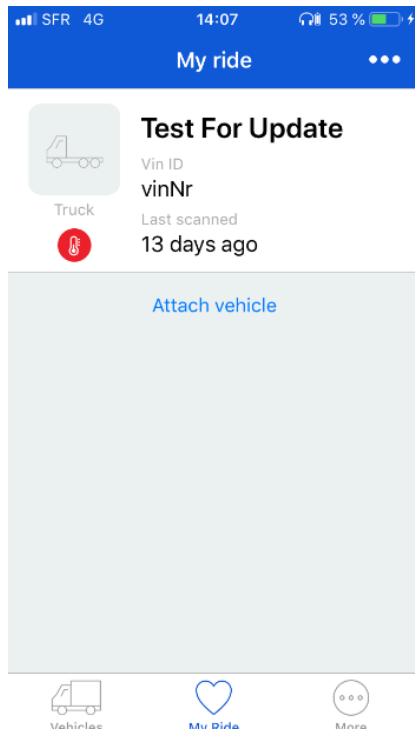 SFR 4G 14:07 53 %
My ride
Test For Update
Vin ID
vinNr
Truck
Last scanned
13 days ago
Attach vehicle
Vehicles My Ride More